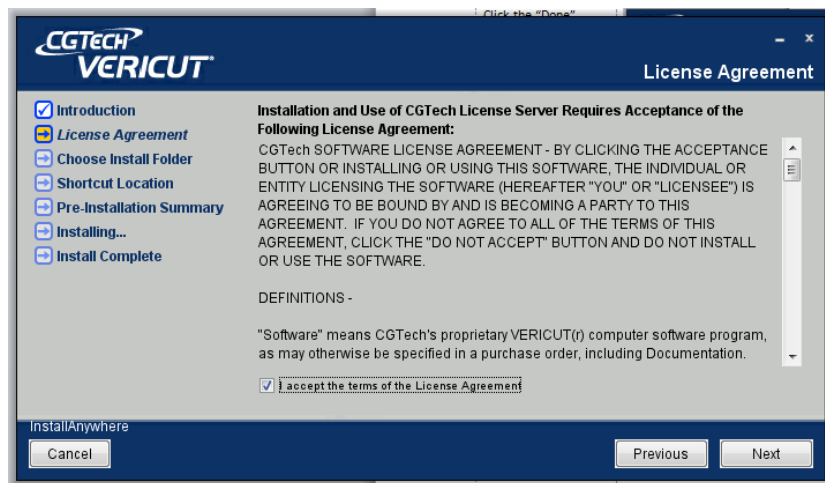 Click the "Done"
CGTECH
VERICUT
License Agreement
Introduction
License Agreement
Choose Install Folder
Shortcut Location
Pre-Installation Summary
Installing...
Install Complete
Installation and Use of CGTech License Server Requires Acceptance of the
Following License Agreement:
CGTech SOFTWARE LICENSE AGREEMENT - BY CLICKING THE ACCEPTANCE
BUTTON OR INSTALLING OR USING THIS SOFTWARE, THE INDIVIDUAL OR
ENTITY LICENSING THE SOFTWARE (HEREAFTER "YOU" OR "LICENSEE") IS
AGREEING TO BE BOUND BY AND IS BECOMING A PARTY TO THIS
AGREEMENT. IF YOU DO NOT AGREE TO ALL OF THE TERMS OF THIS
AGREEMENT, CLICK THE "DO NOT ACCEPT" BUTTON AND DO NOT INSTALL
OR USE THE SOFTWARE.
DEFINITIONS -
"Software" means CGTech's proprietary VERICUT(r) computer software program,
as may otherwise be specified in a purchase order, including Documentation.
I accept the terms of the License Agreement
InstallAnywhere
Cancel
Previous
Next